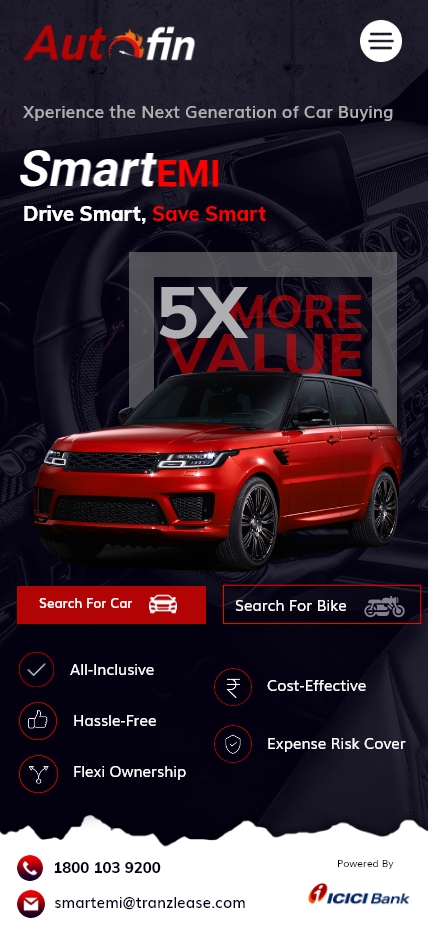 Autofin
Xperience the Next Generation of Car Buying
SmartEMI
Drive Smart, Save Smart
5X MORE
VALUE
Search For Car
Search For Bike
All-Inclusive
Cost-Effective
Hassle-Free
Expense Risk Cover
Flexi Ownership
1800 103 9200
Powered By
smartemi@tranzlease.com
ICICI Bank